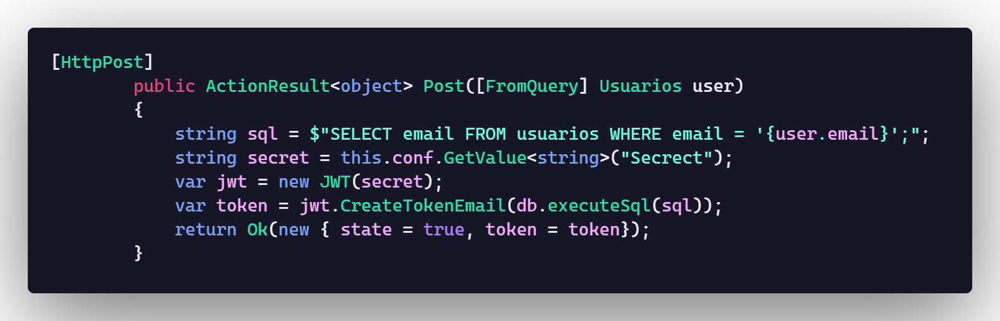 [HttpPost]
public ActionResult<object> Post([FromQuery] Usuarios user)
{
string sql = $"SELECT email FROM usuarios WHERE email = '{user.email}';";
string secret = this.conf.GetValue<string>("Secrect");
var jwt = new JWT(secret);
var token = jwt.CreateTokenEmail(db.executeSql(sql));
return Ok(new { state = true, token = token});
}